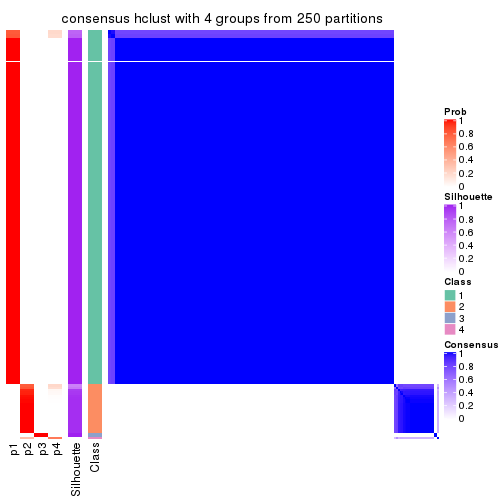 consensus hclust with 4 groups from 250 partitions
Prob
1
0.8
0.6
0.4
0.2
0
Silhouette
1
0.8
0.6
0.4
0.2
0
Class
1
2
3
4
Consensus
1
0.8
0.6
0.4
0.2
0
p1
p2
p3
p4
Silhouette
Class